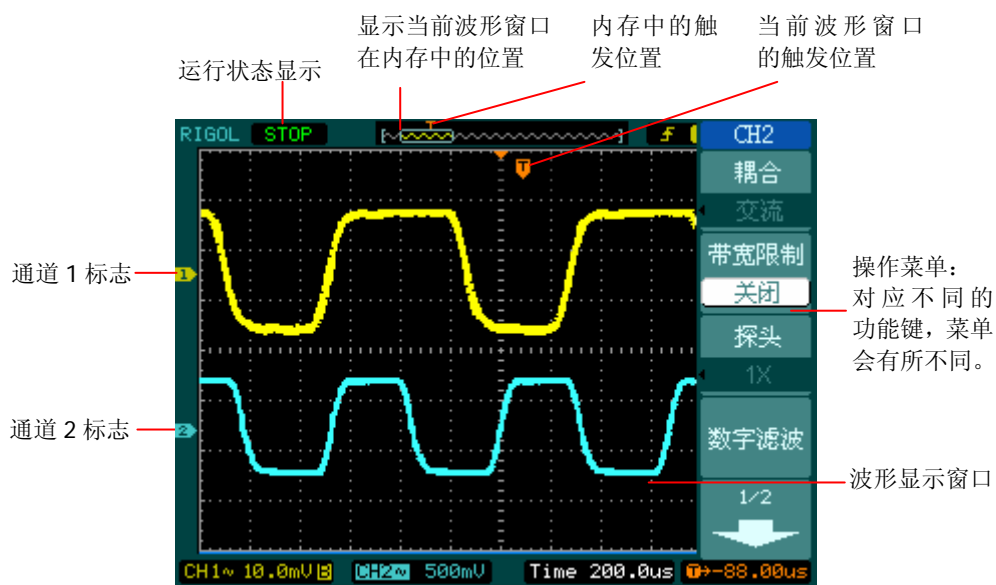 显示当前波形窗口
在内存中的位置
内存中的触
发位置
当前波形窗口
的触发位置
运行状态显示
RIGOL STOP
T
CH2
耦合
交流
带宽限制
关闭
探头
1X
数字滤波
1/2
T
1
2
通道 1 标志
通道 2 标志
操作菜单：
对应不同的
功能键，菜单
会有所不同。
波形显示窗口
CH1~ 10.0mV B CH2~ 500mV Time 200.0us T→-88.00us